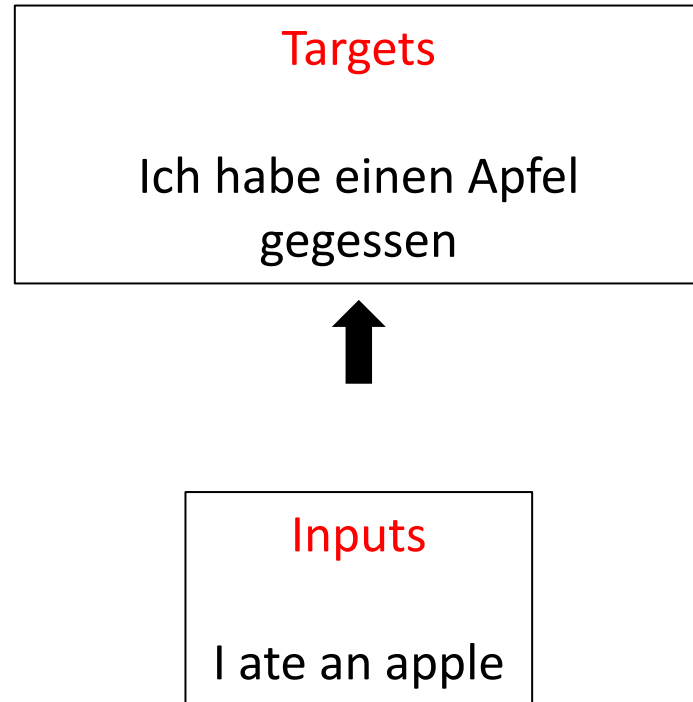 Targets
Ich habe einen Apfel
gegessen
Inputs
I ate an apple